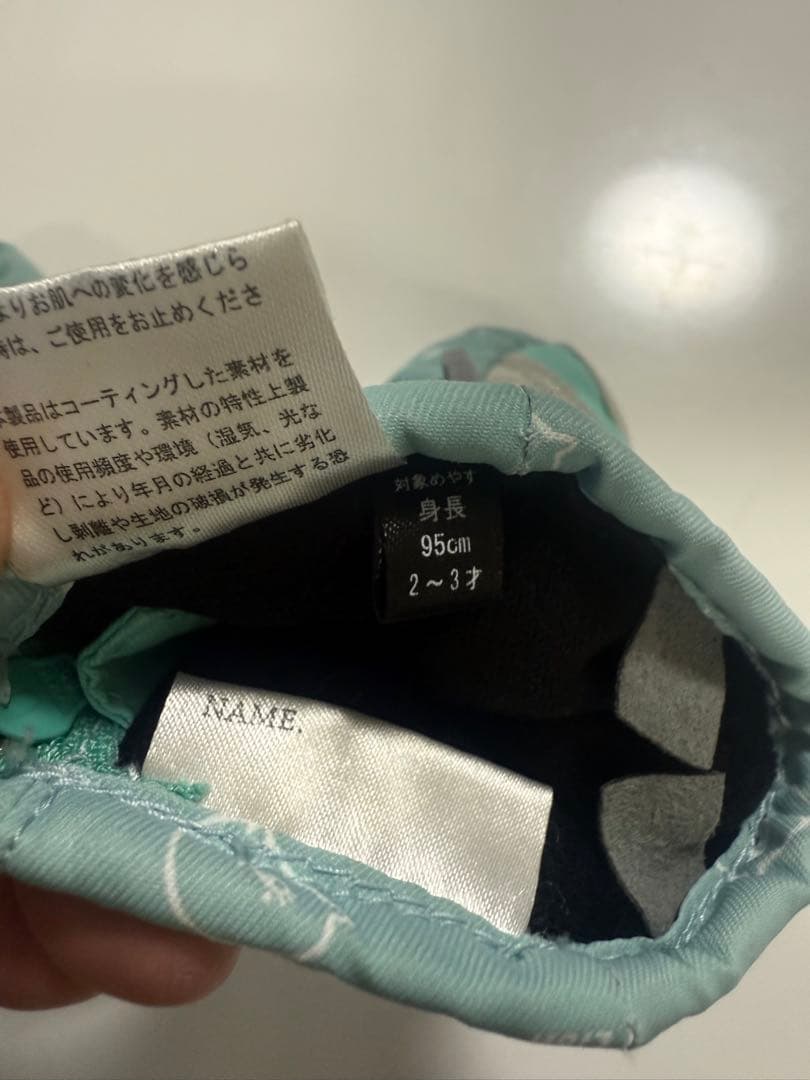 よりお肌への変化を感じら
時は、ご使用をお止めくださ
本製品はコーティングした素材を
使用しています。素材の特性上製
品の使用頻度や環境（湿気、光な
ど）により年月の経過と共に劣化
し剥離や生地の破損が発生する恐
れがあります。
対象めやす
身長
95cm
2～3才
NAME.